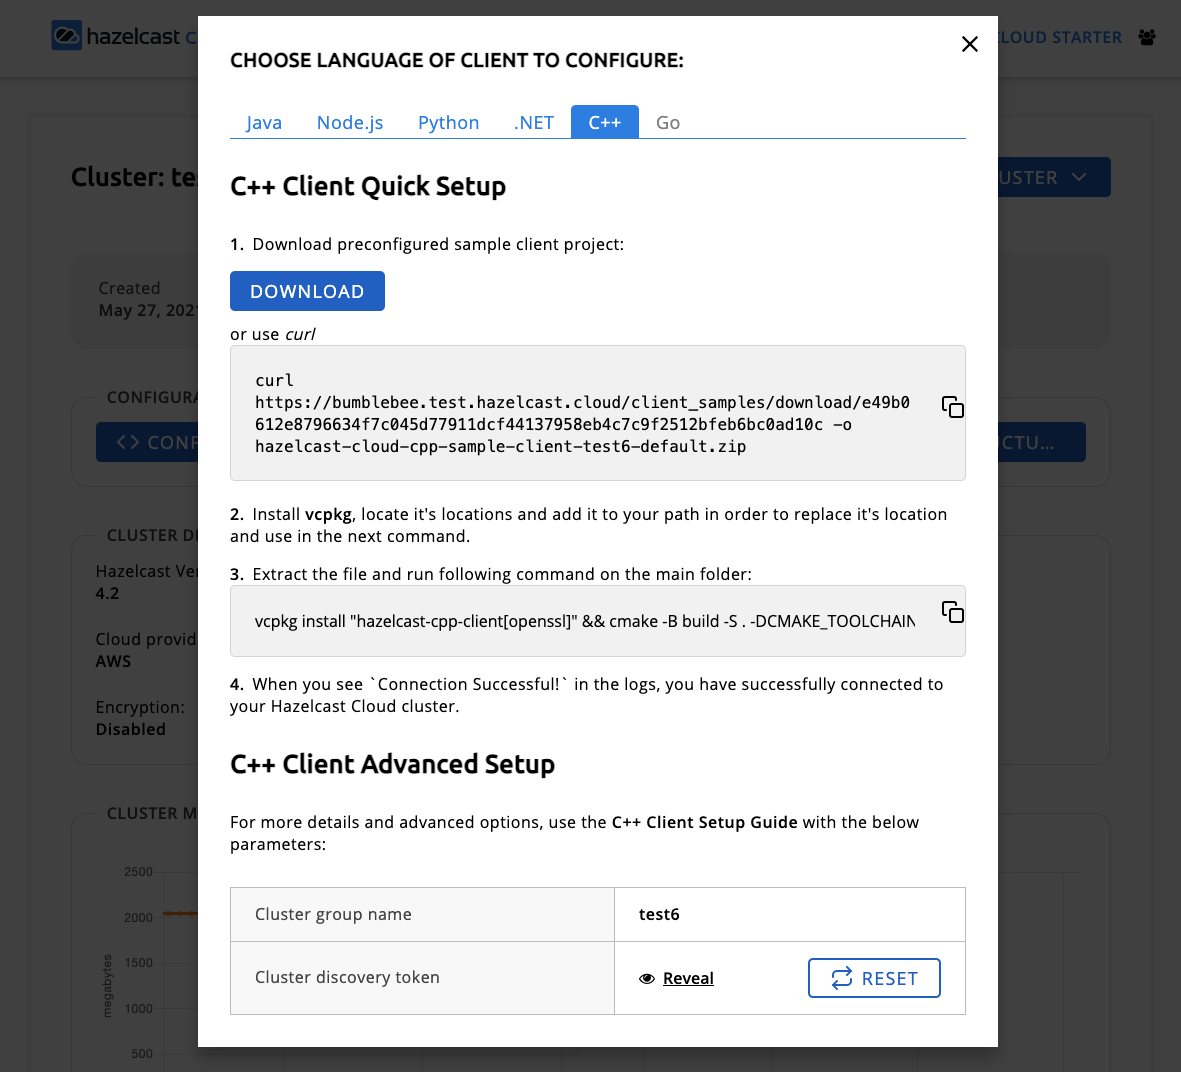 hazelcast c
CLOUD STARTER
CHOOSE LANGUAGE OF CLIENT TO CONFIGURE:
Java Node.js Python .NET C++ Go
Cluster: te
USTER
C++ Client Quick Setup
1. Download preconfigured sample client project:
DOWNLOAD
Created
May 27, 202
or use curl
curl
https://bumblebee.test.hazelcast.cloud/client_samples/download/e49b0
612e8796634f7c045d77911dcf44137958eb4c7c9f2512bfeb6bc0ad10c -o
hazelcast-cloud-cpp-sample-client-test6-default.zip
CONFIGURA
<> CONF
CTU...
2. Install vcpkg, locate it's locations and add it to your path in order to replace it's location
and use in the next command.
CLUSTER D
Hazelcast Ve
4.2
3. Extract the file and run following command on the main folder:
vcpkg install "hazelcast-cpp-client[openssl]" && cmake -B build -S . -DCMAKE_TOOLCHAIN
Cloud provid
AWS
4. When you see `Connection Successful!` in the logs, you have successfully connected to
your Hazelcast Cloud cluster.
Encryption:
Disabled
C++ Client Advanced Setup
CLUSTER M
For more details and advanced options, use the C++ Client Setup Guide with the below
parameters:
2500
2000
1500
1000
500
megabytes
Cluster group name test6
Cluster discovery token Reveal RESET